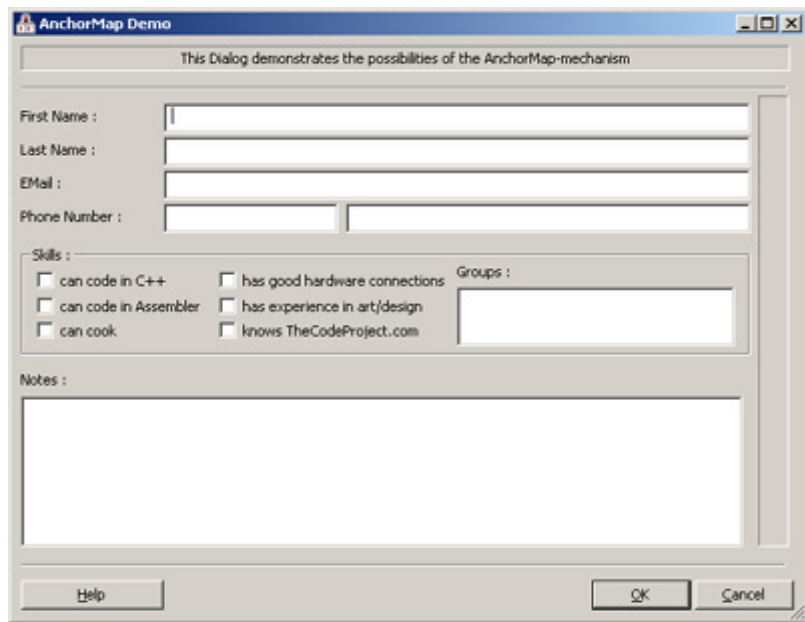 AnchorMap Demo
This Dialog demonstrates the possibilities of the AnchorMap-mechanism
First Name :
Last Name :
EMail :
Phone Number :
Skills :
can code in C++
has good hardware connections
Groups :
can code in Assembler
has experience in art/design
can cook
knows TheCodeProject.com
Notes :
Help
OK
Cancel